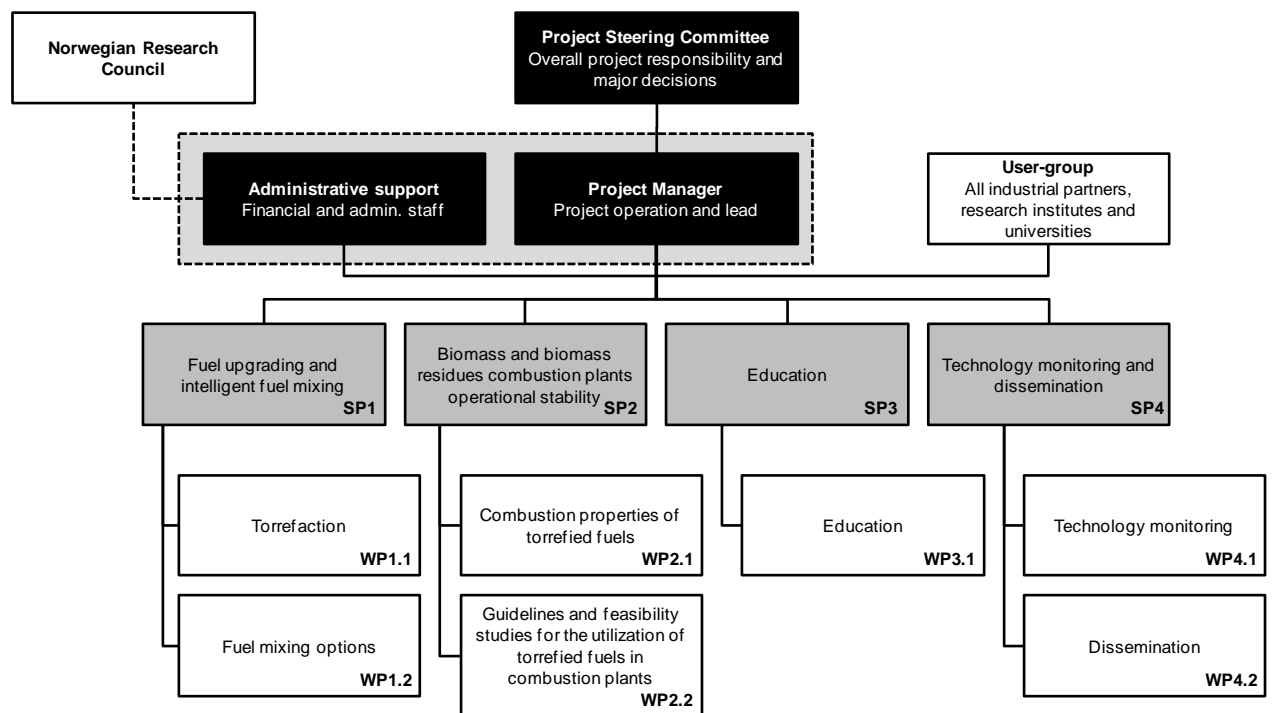 Norwegian Research
Council
Project Steering Committee
Overall project responsibility and
major decisions
Administrative support
Financial and admin. staff
Project Manager
Project operation and lead
User-group
All industrial partners,
research institutes and
universities
Fuel upgrading and
intelligent fuel mixing
SP1
Biomass and biomass
residues combustion plants
operational stability
SP2
Education
SP3
Technology monitoring and
dissemination
SP4
Torrefaction
WP1.1
Combustion properties of
torrefied fuels
WP2.1
Education
WP3.1
Technology monitoring
WP4.1
Fuel mixing options
WP1.2
Guidelines and feasibility
studies for the utilization of
torrefied fuels in
combustion plants
WP2.2
Dissemination
WP4.2